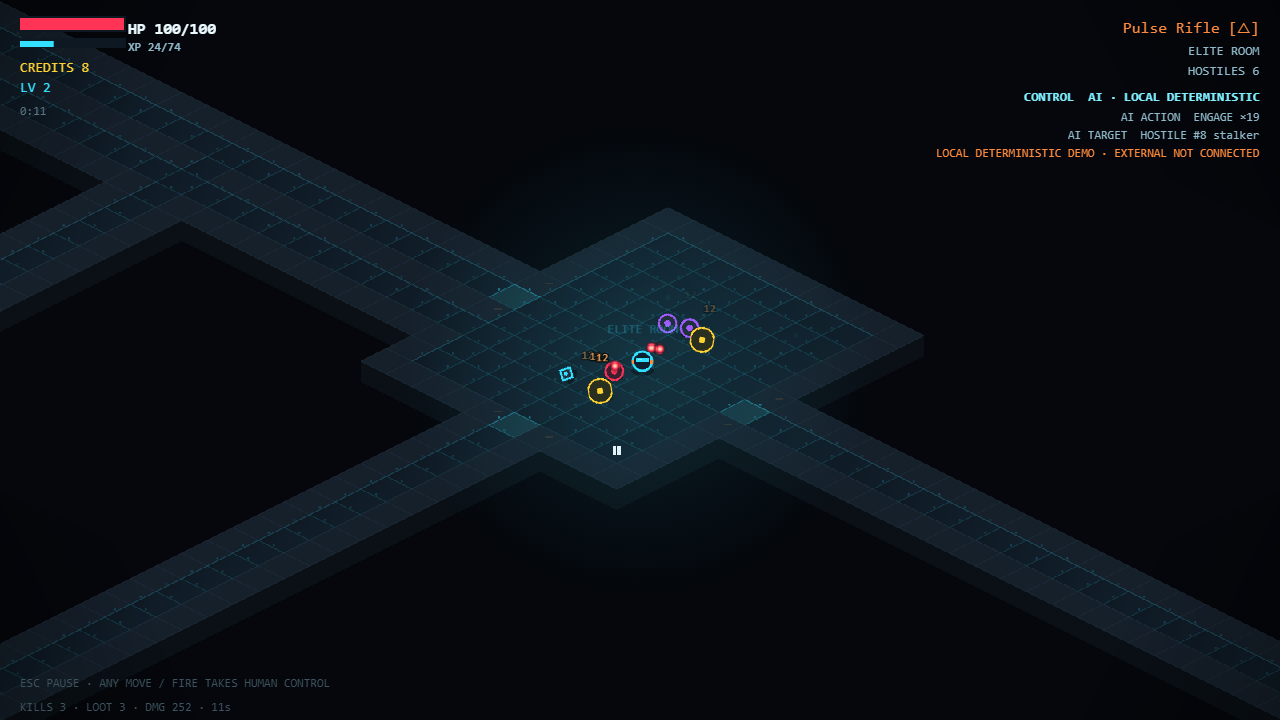 HP 100/100
XP 24/74
CREDITS 8
LV 2
0:11
Pulse Rifle [△]
ELITE ROOM
HOSTILES 6
CONTROL AI · LOCAL DETERMINISTIC
AI ACTION ENGAGE ×19
AI TARGET HOSTILE #8 stalker
LOCAL DETERMINISTIC DEMO · EXTERNAL NOT CONNECTED
12
ELITE
12
ESC PAUSE · ANY MOVE / FIRE TAKES HUMAN CONTROL
KILLS 3 · LOOT 3 · DMG 252 · 11s